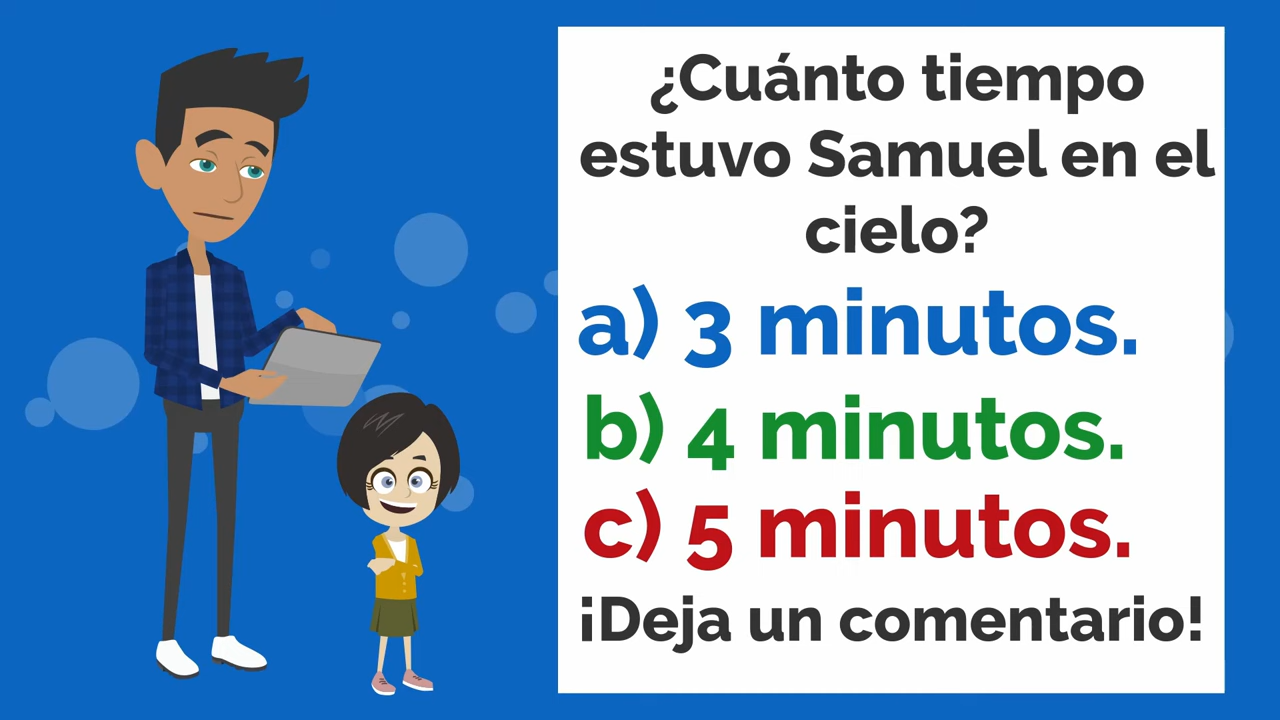 ¿Cuánto tiempo
estuvo Samuel en el
cielo?
a) 3 minutos.
b) 4 minutos.
c) 5 minutos.
¡Deja un comentario!